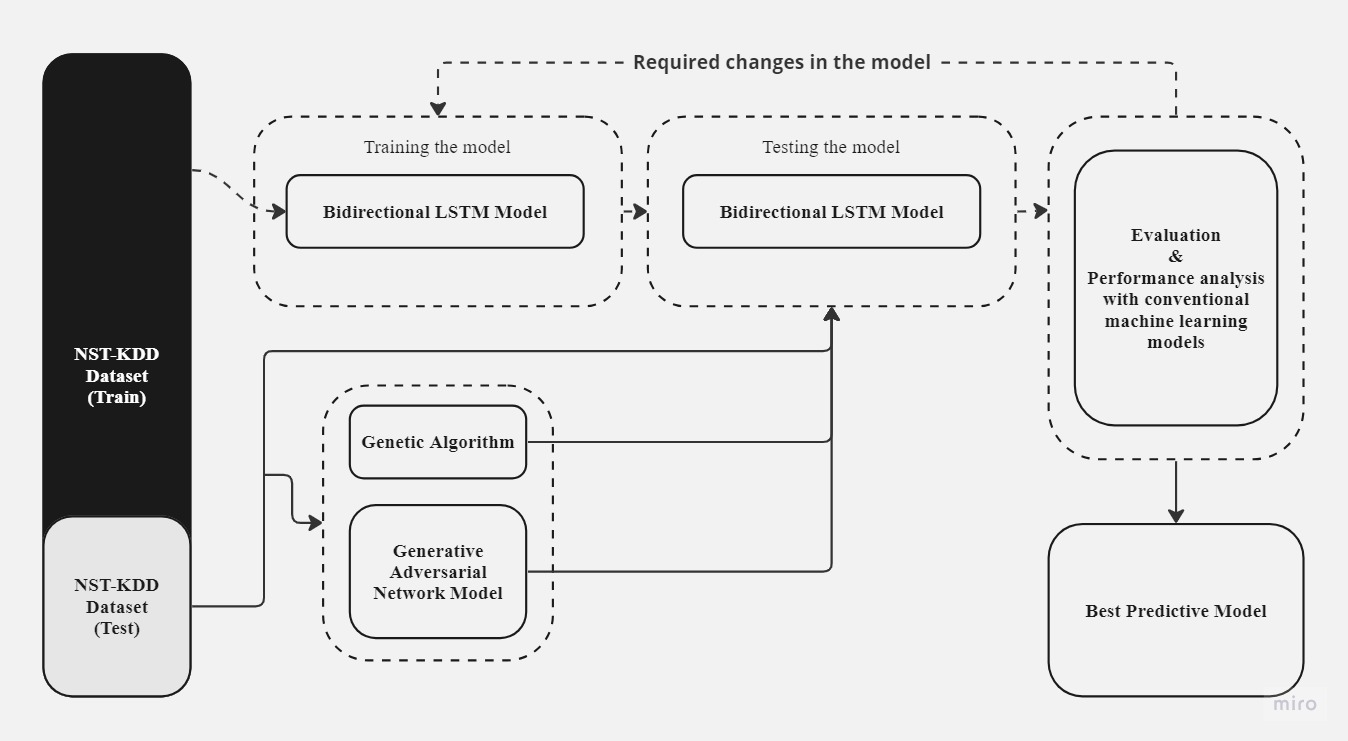 Required changes in the model
Training the model
Bidirectional LSTM Model
Testing the model
Bidirectional LSTM Model
Evaluation
&
Performance analysis
with conventional
machine learning
models
NST-KDD
Dataset
(Train)
Genetic Algorithm
Generative
Adversarial
Network Model
NST-KDD
Dataset
(Test)
Best Predictive Model
miro